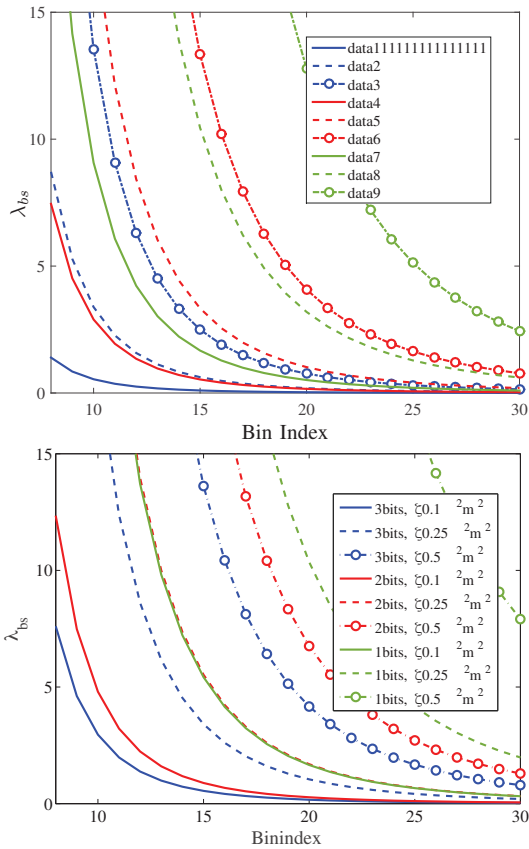 15
10
5
0
λbs
10
15
20
25
30
Bin Index
data111111111111111
data2
data3
data4
data5
data6
data7
data8
data9
15
10
5
0
λbs
10
15
20
25
30
Binindex
3bits, ζ0.1 ²m²
3bits, ζ0.25 ²m²
3bits, ζ0.5 ²m²
2bits, ζ0.1 ²m²
2bits, ζ0.25 ²m²
2bits, ζ0.5 ²m²
1bits, ζ0.1 ²m²
1bits, ζ0.25 ²m²
1bits, ζ0.5 ²m²